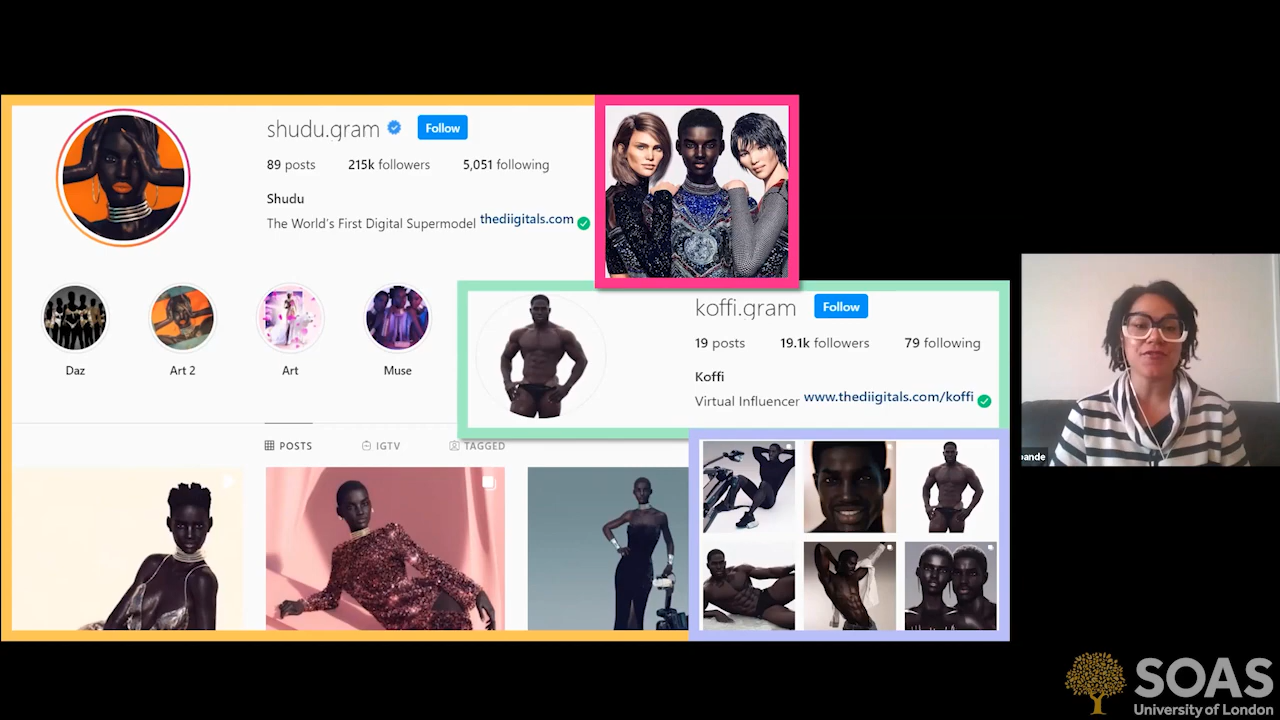 shudu.gram
Follow
89 posts 215k followers 5,051 following
Shudu
The World's First Digital Supermodel thediigitals.com
Daz Art 2 Art Muse
POSTS IGTV TAGGED
koffi.gram
Follow
19 posts 19.1k followers 79 following
Koffi
Virtual Influencer www.thediigitals.com/koffi
SOAS
University of London